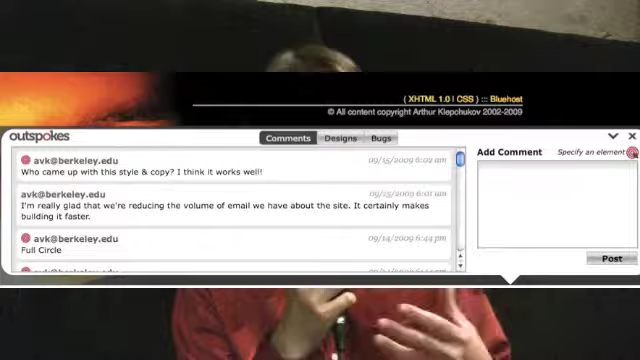 ( XHTML 1.0 | CSS ) ::: Bluehost
© All content copyright Arthur Klepchukov 2002-2009
outspokes
Comments Designs Bugs
Add Comment Specify an element
avk@berkeley.edu 09/15/2009 6:02 am
Who came up with this style & copy? I think it works well!
avk@berkeley.edu 09/15/2009 6:01 am
I'm really glad that we're reducing the volume of email we have about the site. It certainly makes
building it faster.
avk@berkeley.edu 09/14/2009 6:44 pm
Full Circle
Post